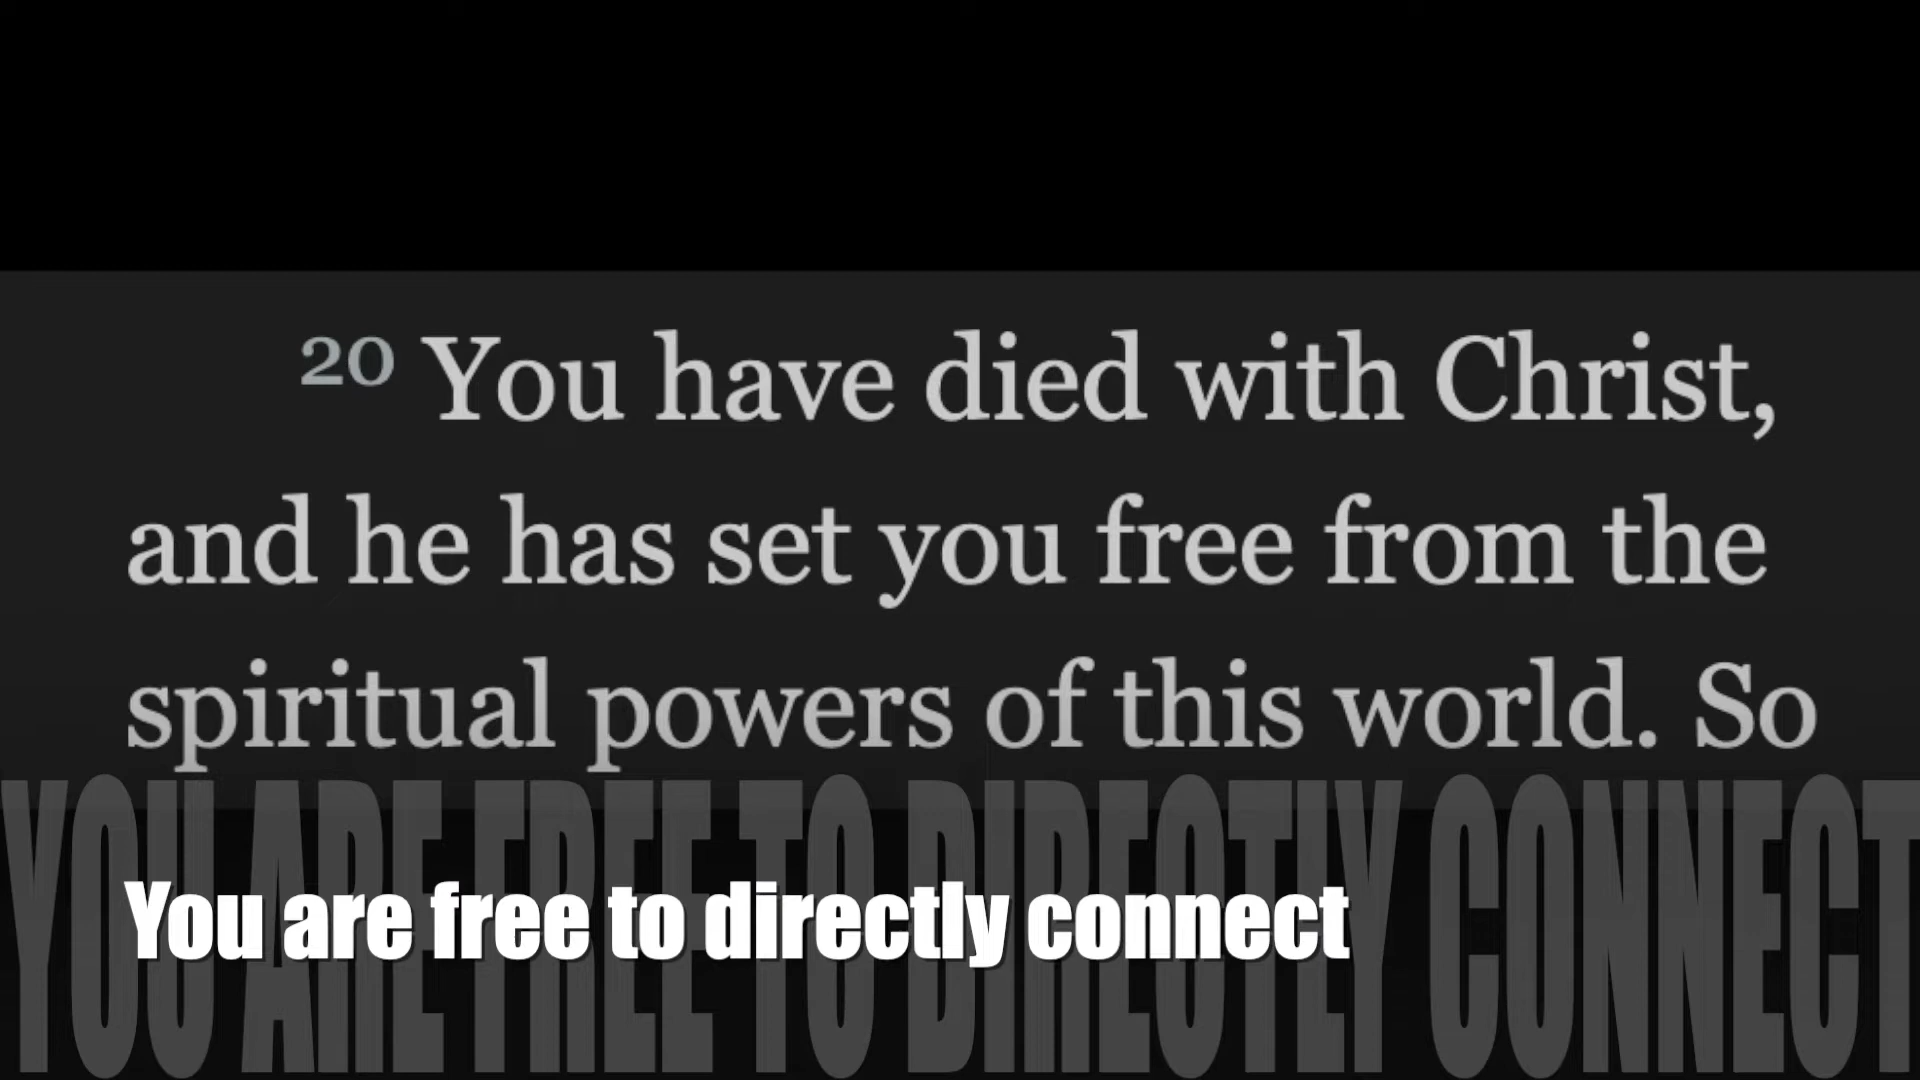 20 You have died with Christ,
and he has set you free from the
spiritual powers of this world. So
YOU ARE FREE TO DIRECTLY CONNECT
You are free to directly connect